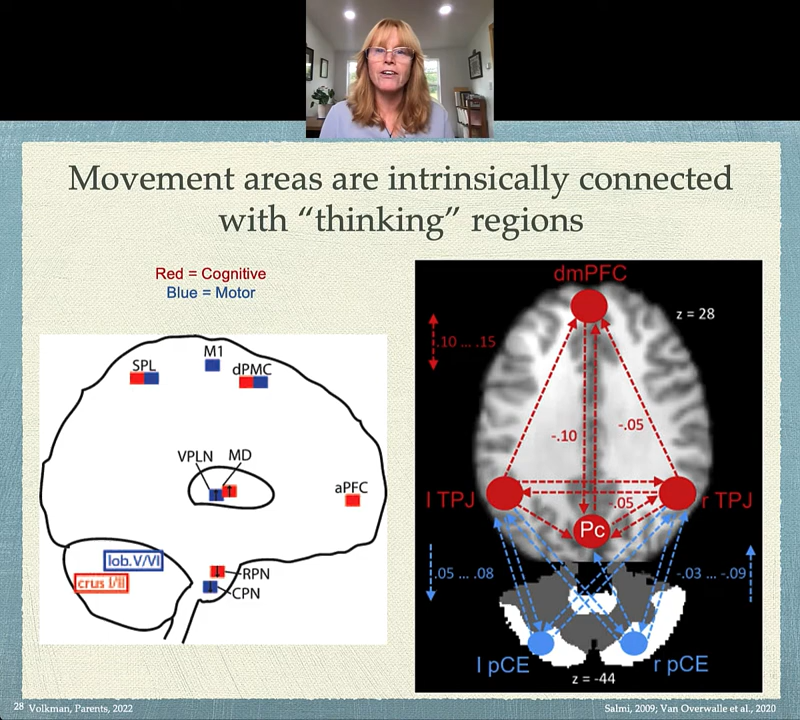 Movement areas are intrinsically connected
with “thinking” regions
Red = Cognitive
Blue = Motor
SPL
M1
dPMC
VPLN
MD
aPFC
lob.V/VI
crus I/II
RPN
CPN
dmPFC
z = 28
.10 ... .15
-.10
-.05
l TPJ
-.05
r TPJ
Pc
.05 ... .08
-.03 ... -.09
l pCE
r pCE
z = -44
28 Volkman, Parents, 2022
Salmi, 2009; Van Overwalle et al., 2020